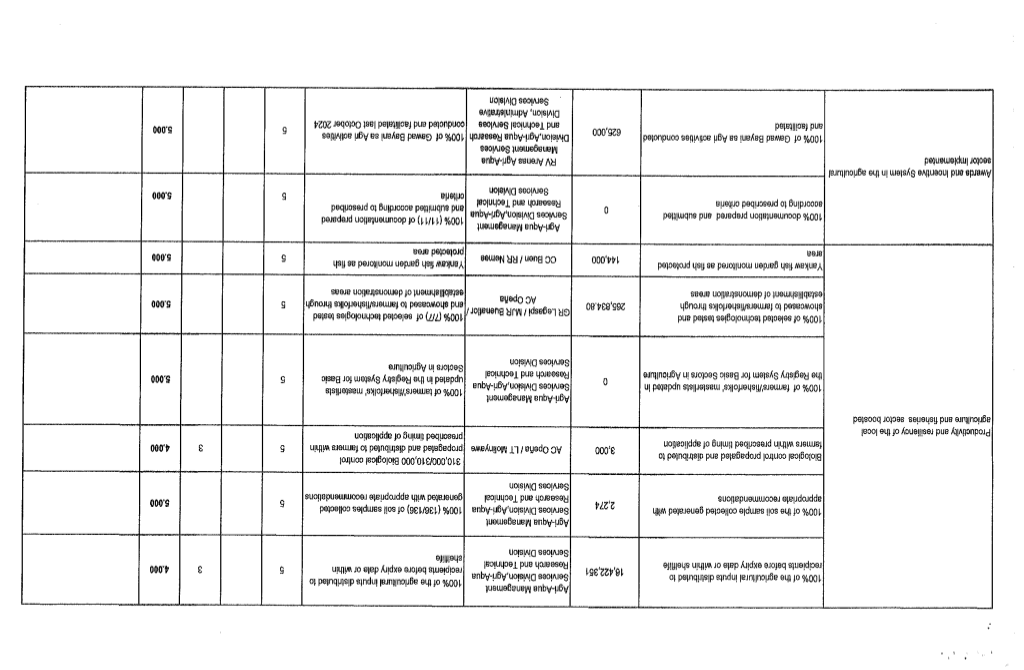 100% of the agricultural inputs distributed to
recipients before expiry date or within shelflife
18,422,351
Agri-Aqua Management
Services Division,Agri-Aqua
Research and Technical
Services Division
100% of the agricultural inputs distributed to
recipients before expiry date or within
shelflife
5
3
4.000
100% of the soil sample collected generated with
appropriate recommendations
2,274
Agri-Aqua Management
Services Division,Agri-Aqua
Research and Technical
Services Division
100% (136/136) of soil samples collected
generated with appropriate recommendations
5
5.000
Productivity and resiliency of the local
agriculture and fisheries sector boosted
Biological control propagated and distributed to
farmers within prescribed timing of application
3,000
AC Opeña / LT Molinyawe
310,000/310,000 Biological control
propagated and distributed to farmers within
prescribed timing of application
5
3
4.000
100% of farmers/fisherfolks' masterlists updated in
the Registry System for Basic Sectors in Agriculture
0
Agri-Aqua Management
Services Division,Agri-Aqua
Research and Technical
Services Division
100% of farmers'/fisherfolks' masterlists
updated in the Registry System for Basic
Sectors in Agriculture
5
5.000
100% of selected technologies tested and
showcased to farmers/fisherfolks through
establishment of demonstration areas
265,834.80
GR Legaspi / MJR Buenaflor /
AC Opeña
100% (7/7) of selected technologies tested
and showcased to farmers/fisherfolks through
establishment of demonstration areas
5
5.000
Yankaw fish garden monitored as fish protected
area
144,000
CC Buen / RR Nemes
Yankaw fish garden monitored as fish
protected area
5
5.000
Awards and Incentive System in the agricultural
sector implemented
100% documentation prepared and submitted
according to prescribed criteria
0
Agri-Aqua Management
Services Division,Agri-Aqua
Research and Technical
Services Division
100% (11/11) of documentation prepared
and submitted according to prescribed
criteria
5
5.000
100% of Gawad Bayani sa Agri activities conducted
and facilitated
625,000
RV Arenas Agri-Aqua
Management Services
Division,Agri-Aqua Research
and Technical Services
Division, Administrative
Services Division
100% of Gawad Bayani sa Agri activities
conducted and facilitated last October 2024
5
5.000